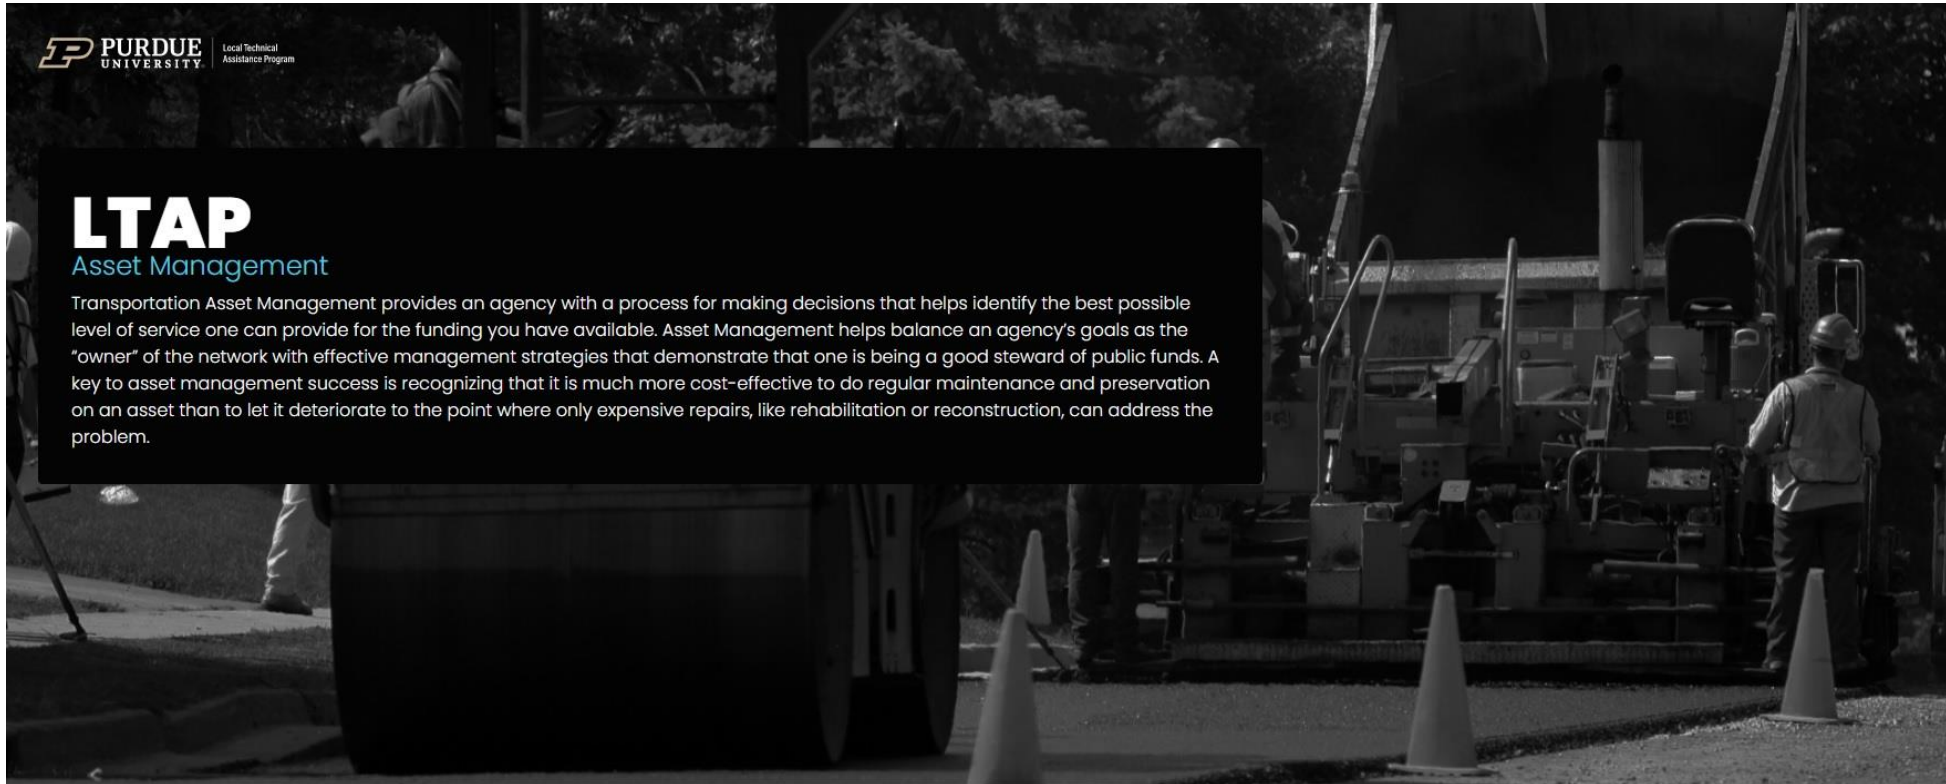 PURDUE
UNIVERSITY
Local Technical
Assistance Program
LTAP
Asset Management
Transportation Asset Management provides an agency with a process for making decisions that helps identify the best possible
level of service one can provide for the funding you have available. Asset Management helps balance an agency’s goals as the
“owner” of the network with effective management strategies that demonstrate that one is being a good steward of public funds. A
key to asset management success is recognizing that it is much more cost-effective to do regular maintenance and preservation
on an asset than to let it deteriorate to the point where only expensive repairs, like rehabilitation or reconstruction, can address the
problem.